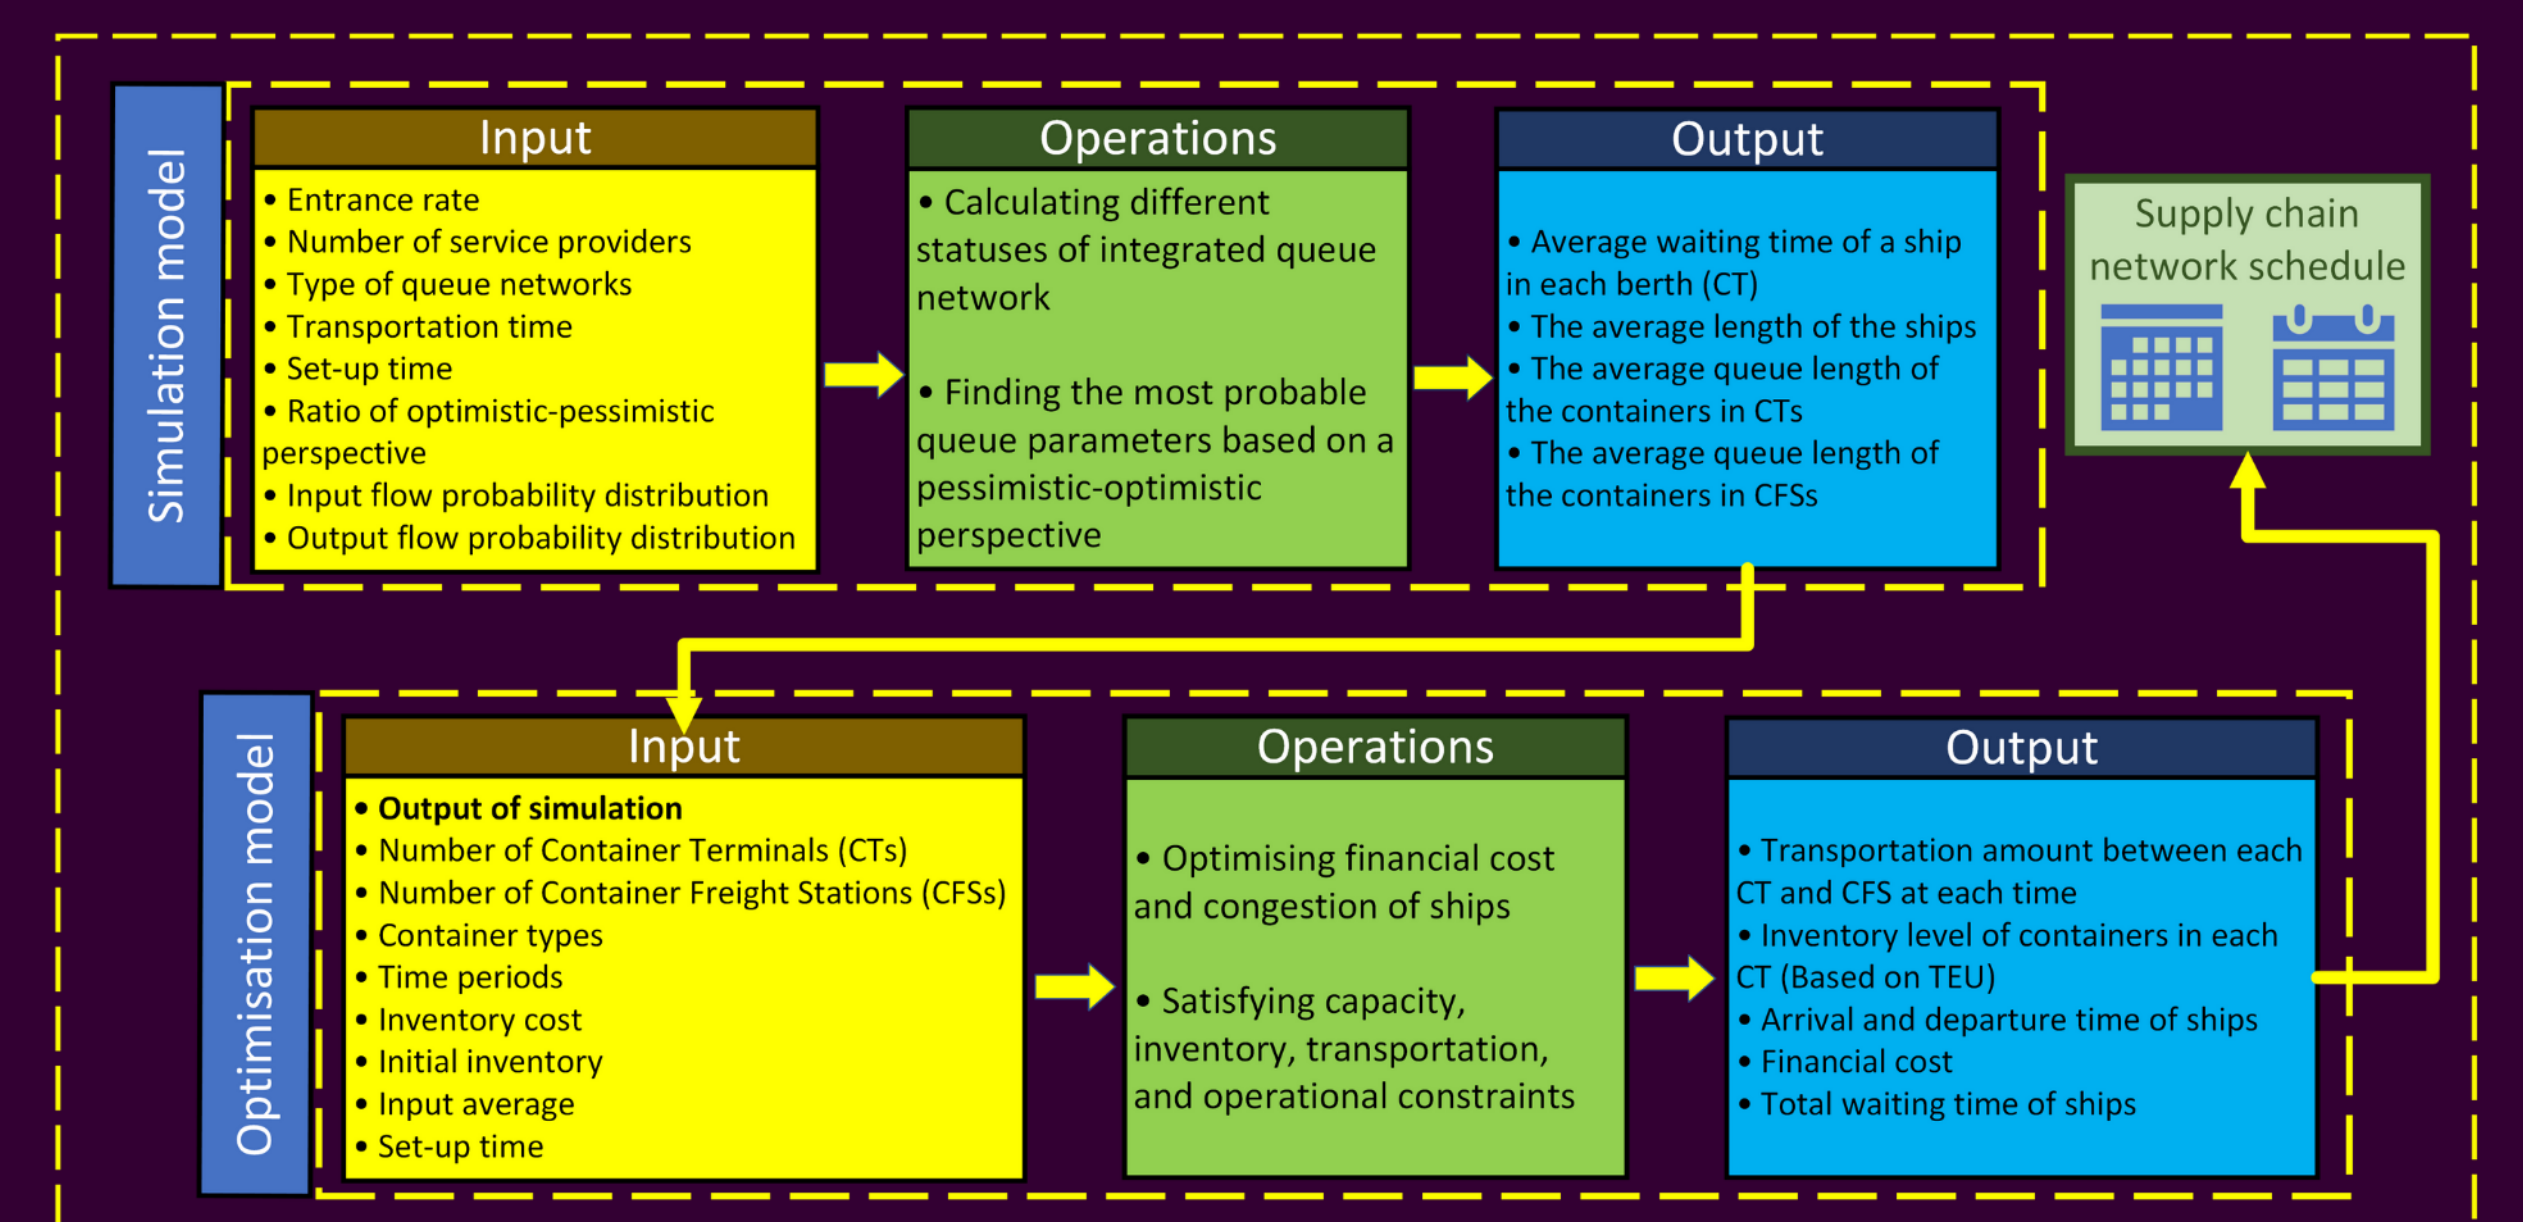 Simulation model
Input
• Entrance rate
• Number of service providers
• Type of queue networks
• Transportation time
• Set-up time
• Ratio of optimistic-pessimistic
perspective
• Input flow probability distribution
• Output flow probability distribution
Operations
• Calculating different
statuses of integrated queue
network
• Finding the most probable
queue parameters based on a
pessimistic-optimistic
perspective
Output
• Average waiting time of a ship
in each berth (CT)
• The average length of the ships
• The average queue length of
the containers in CTs
• The average queue length of
the containers in CFSs
Supply chain
network schedule
Optimisation model
Input
• Output of simulation
• Number of Container Terminals (CTs)
• Number of Container Freight Stations (CFSs)
• Container types
• Time periods
• Inventory cost
• Initial inventory
• Input average
• Set-up time
Operations
• Optimising financial cost
and congestion of ships
• Satisfying capacity,
inventory, transportation,
and operational constraints
Output
• Transportation amount between each
CT and CFS at each time
• Inventory level of containers in each
CT (Based on TEU)
• Arrival and departure time of ships
• Financial cost
• Total waiting time of ships